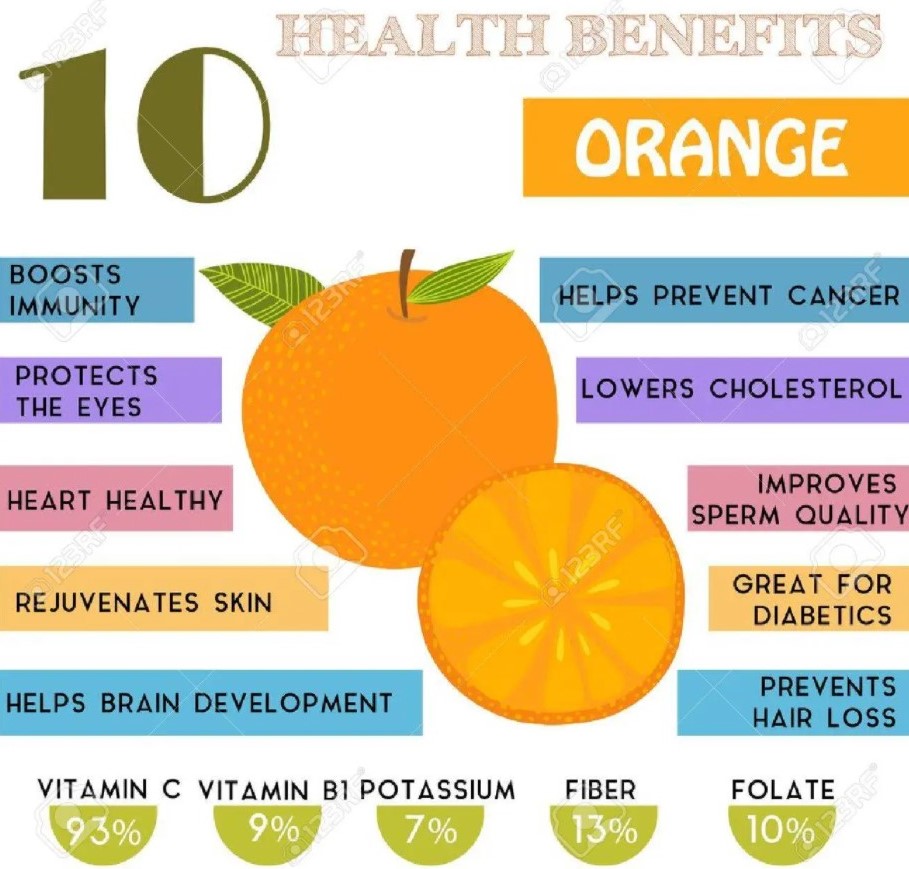 10
HEALTH BENEFITS
ORANGE
BOOSTS
IMMUNITY
PROTECTS
THE EYES
HEART HEALTHY
REJUVENATES SKIN
HELPS BRAIN DEVELOPMENT
HELPS PREVENT CANCER
LOWERS CHOLESTEROL
IMPROVES
SPERM QUALITY
GREAT FOR
DIABETICS
PREVENTS
HAIR LOSS
VITAMIN C
93%
VITAMIN B1
9%
POTASSIUM
7%
FIBER
13%
FOLATE
10%
123RF